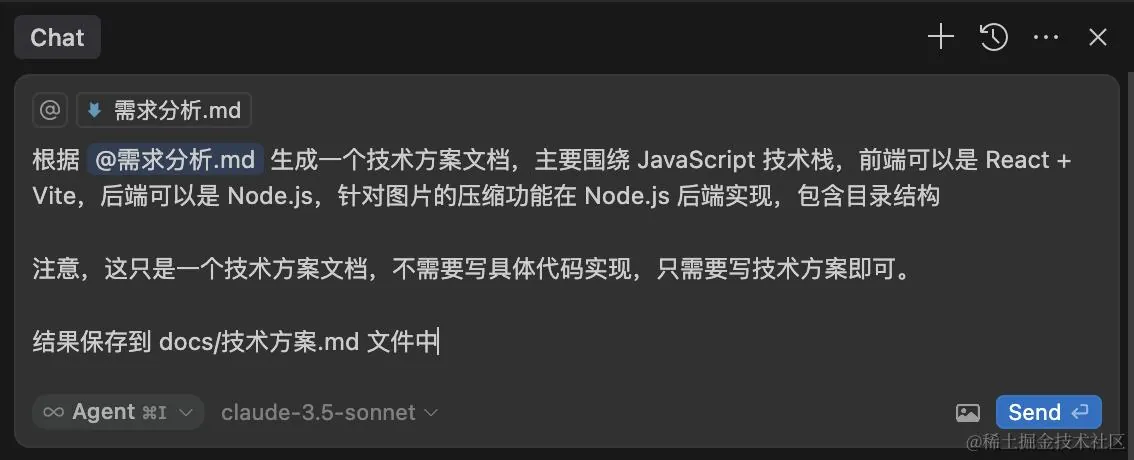 Chat
@ 需求分析.md
根据 @需求分析.md 生成一个技术方案文档，主要围绕 JavaScript 技术栈，前端可以是 React +
Vite，后端可以是 Node.js，针对图片的压缩功能在 Node.js 后端实现，包含目录结构
注意，这只是一个技术方案文档，不需要写具体代码实现，只需要写技术方案即可。
结果保存到 docs/技术方案.md 文件中
∞ Agent ⌘I claude-3.5-sonnet Send
@稀土掘金技术社区